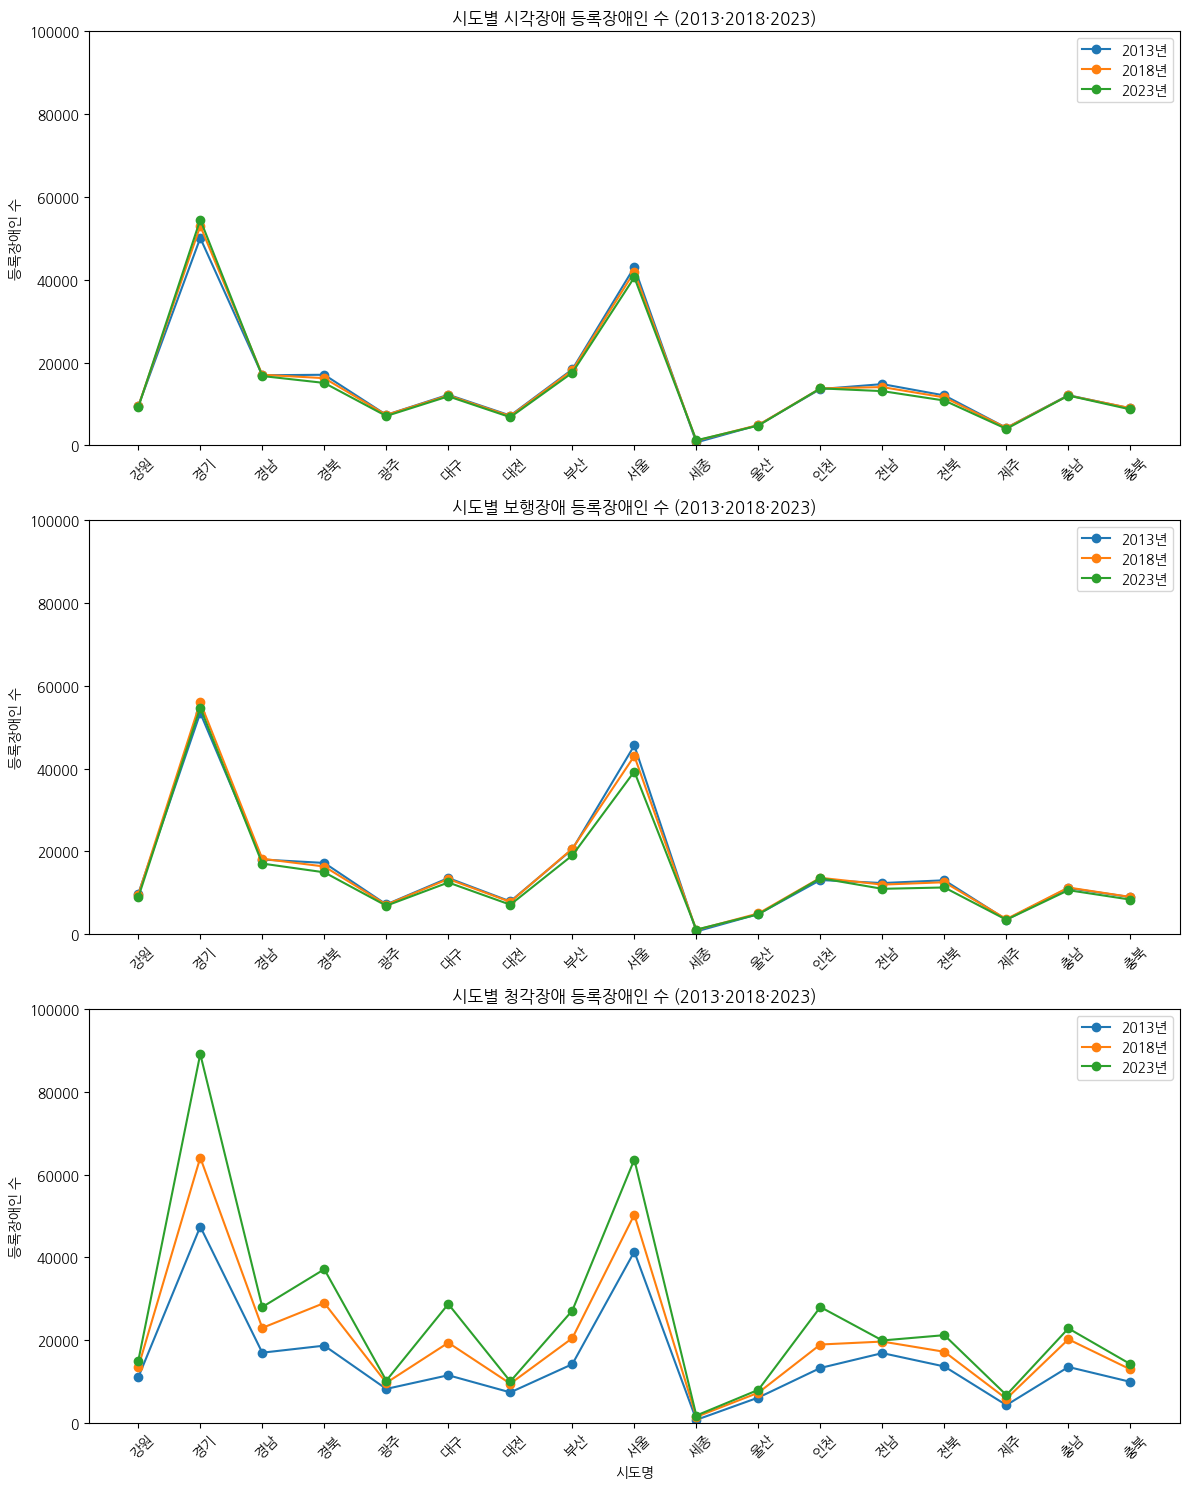 시도별 시각장애 등록장애인 수 (2013·2018·2023)
100000
80000
60000
40000
20000
0
등록장애인 수
2013년
2018년
2023년
강원 경기 경남 경북 광주 대구 대전 부산 서울 세종 울산 인천 전남 전북 제주 충남 충북
시도별 보행장애 등록장애인 수 (2013·2018·2023)
100000
80000
60000
40000
20000
0
등록장애인 수
2013년
2018년
2023년
강원 경기 경남 경북 광주 대구 대전 부산 서울 세종 울산 인천 전남 전북 제주 충남 충북
시도별 청각장애 등록장애인 수 (2013·2018·2023)
100000
80000
60000
40000
20000
0
등록장애인 수
2013년
2018년
2023년
강원 경기 경남 경북 광주 대구 대전 부산 서울 세종 울산 인천 전남 전북 제주 충남 충북
시도명